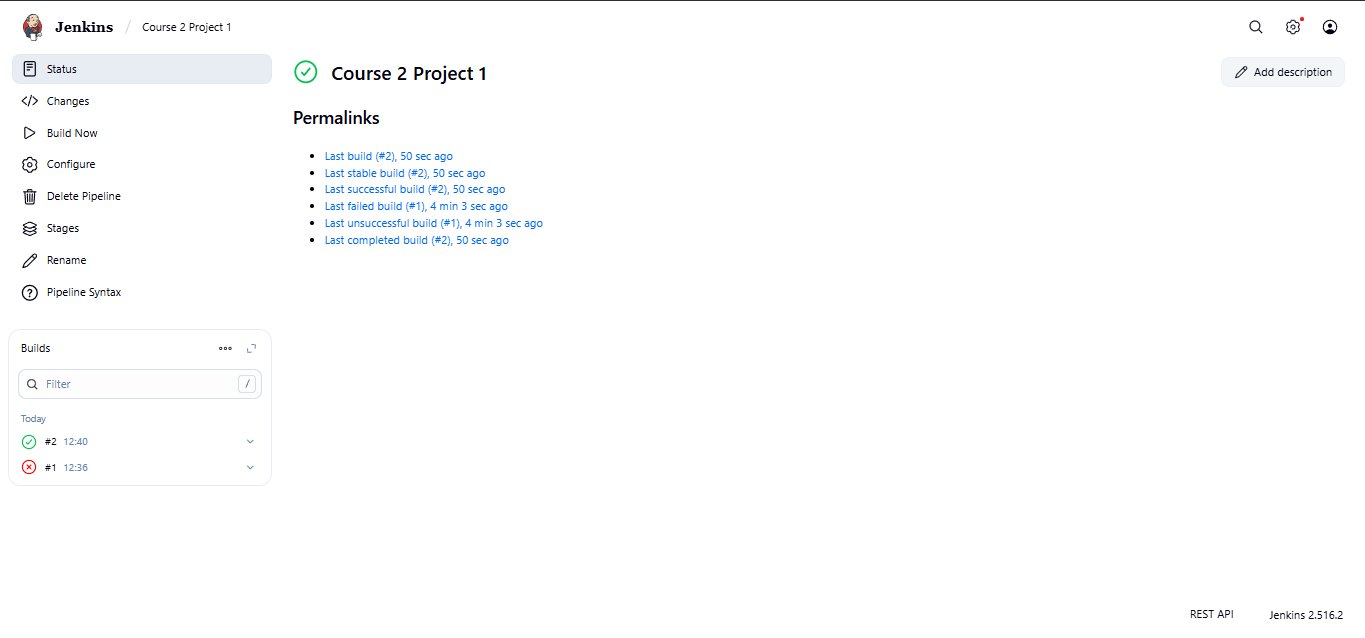 Jenkins / Course 2 Project 1
Status
Changes
Build Now
Configure
Delete Pipeline
Stages
Rename
Pipeline Syntax
Builds
Filter /
Today
#2 12:40
#1 12:36
Course 2 Project 1
Add description
Permalinks
Last build (#2), 50 sec ago
Last stable build (#2), 50 sec ago
Last successful build (#2), 50 sec ago
Last failed build (#1), 4 min 3 sec ago
Last unsuccessful build (#1), 4 min 3 sec ago
Last completed build (#2), 50 sec ago
REST API
Jenkins 2.516.2